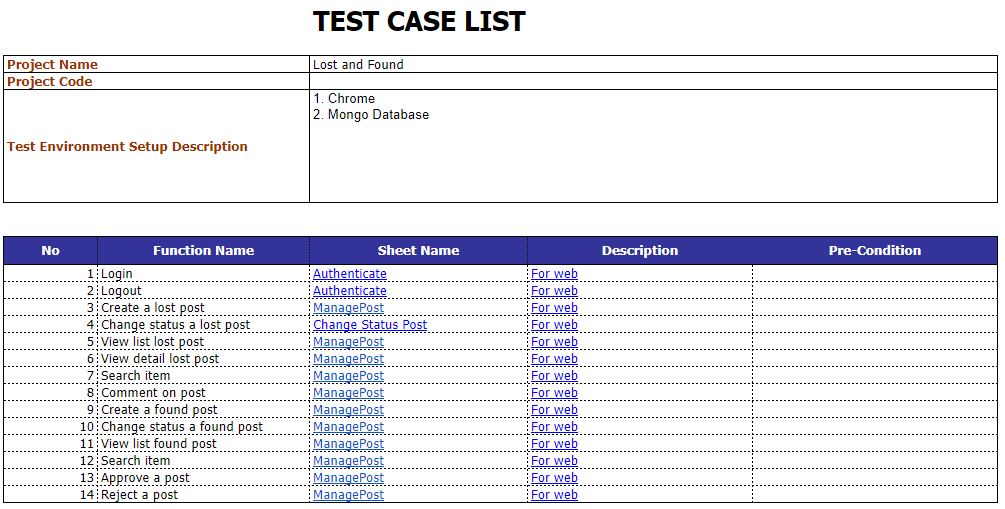 TEST CASE LIST
Project Name Lost and Found
Project Code
Test Environment Setup Description
1. Chrome
2. Mongo Database
No Function Name Sheet Name Description Pre-Condition
1 Login Authenticate For web
2 Logout Authenticate For web
3 Create a lost post ManagePost For web
4 Change status a lost post Change Status Post For web
5 View list lost post ManagePost For web
6 View detail lost post ManagePost For web
7 Search item ManagePost For web
8 Comment on post ManagePost For web
9 Create a found post ManagePost For web
10 Change status a found post ManagePost For web
11 View list found post ManagePost For web
12 Search item ManagePost For web
13 Approve a post ManagePost For web
14 Reject a post ManagePost For web